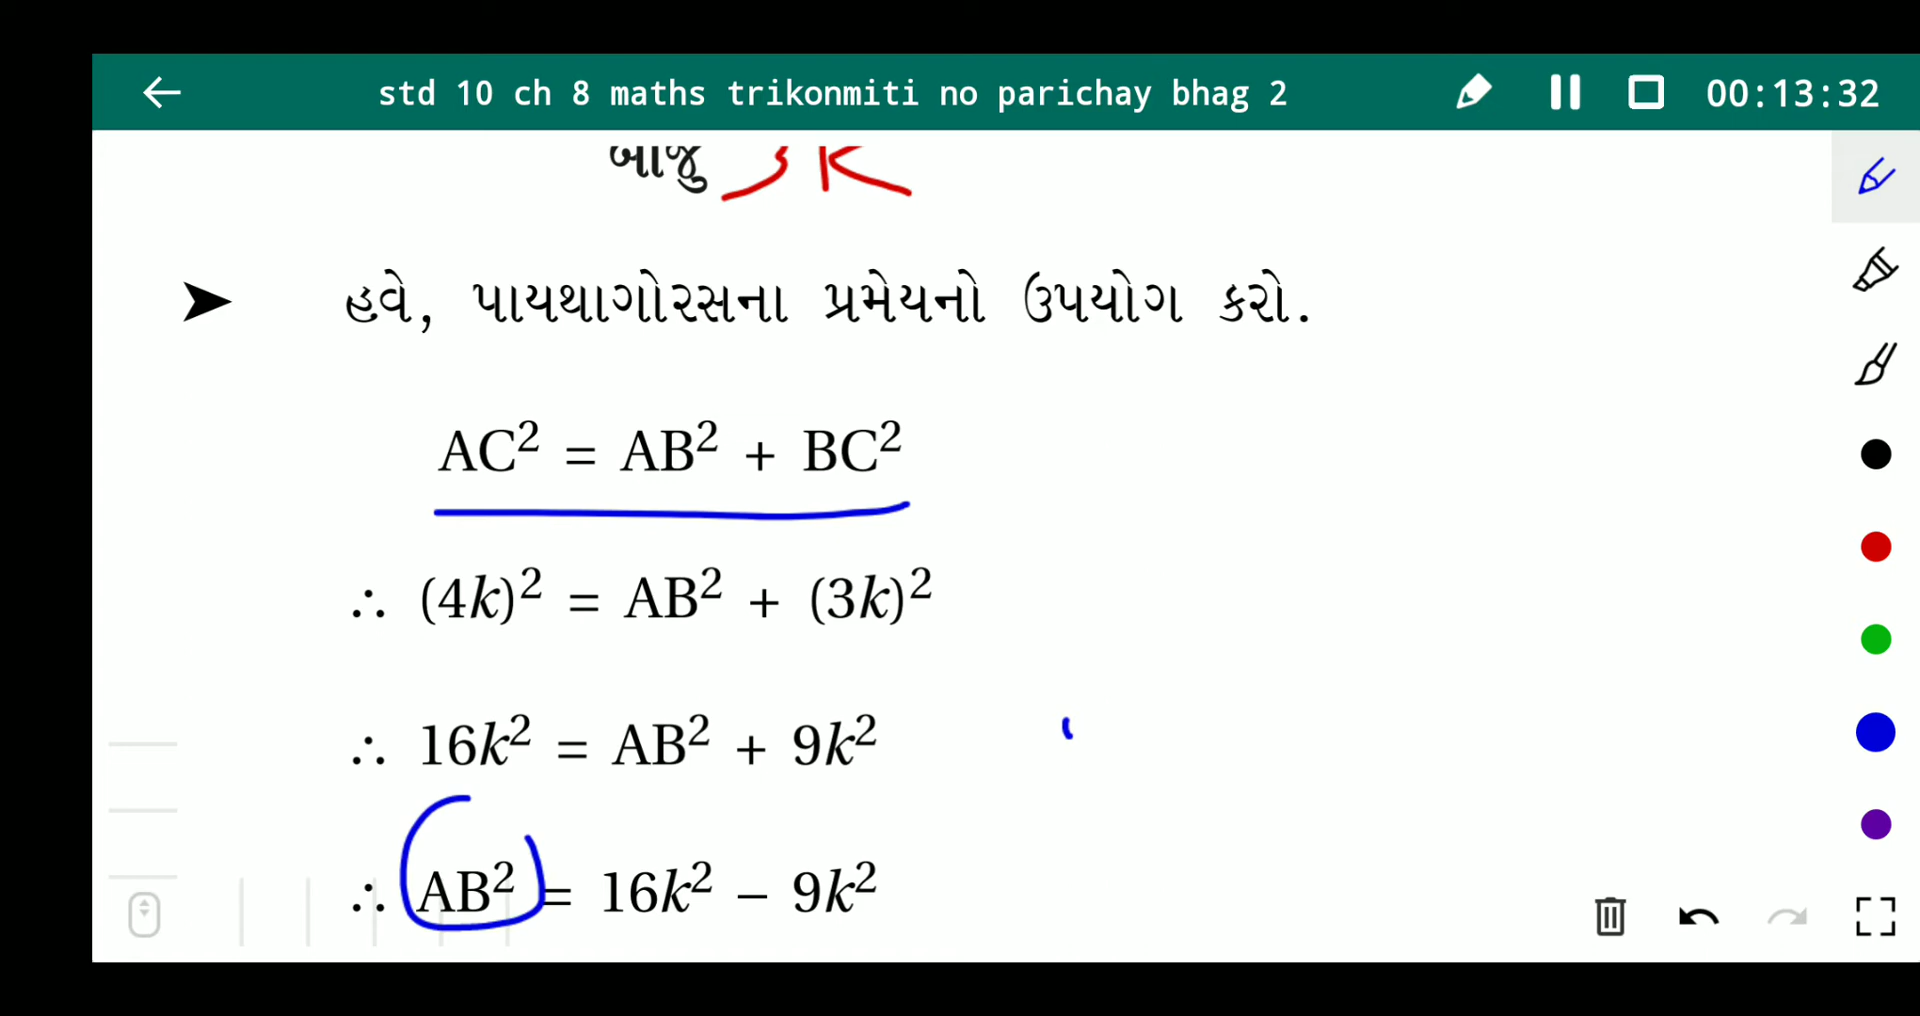 std 10 ch 8 maths trikonmiti no parichay bhag 2 00:13:32
બાજુ 3K
હવે, પાયથાગોરસના પ્રમેયનો ઉપયોગ કરો.
AC² = AB² + BC²
∴ (4k)² = AB² + (3k)²
∴ 16k² = AB² + 9k²
∴ AB² = 16k² − 9k²